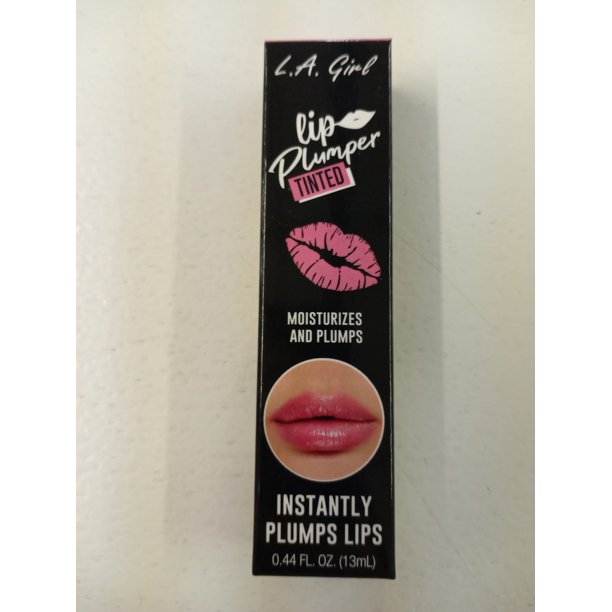 L.A. Girl
lip
Plumper
TINTED
MOISTURIZES
AND PLUMPS
INSTANTLY
PLUMPS LIPS
0.44 FL. OZ. (13mL)